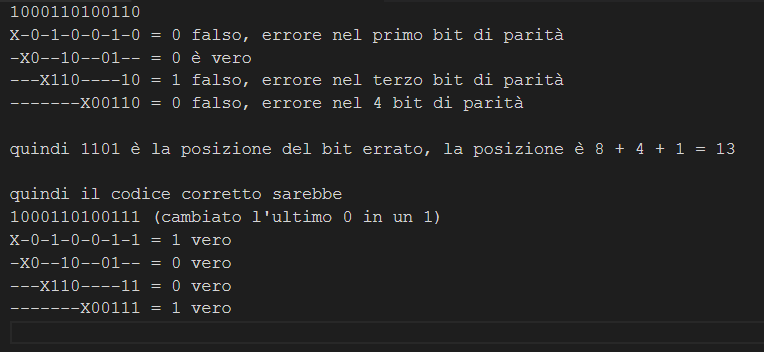 1000110100110
X-0-1-0-0-1-0 = 0 falso, errore nel primo bit di parità
-X0--10--01-- = 0 è vero
---X110----10 = 1 falso, errore nel terzo bit di parità
-------X00110 = 0 falso, errore nel 4 bit di parità
quindi 1101 è la posizione del bit errato, la posizione è 8 + 4 + 1 = 13
quindi il codice corretto sarebbe
1000110100111 (cambiato l'ultimo 0 in un 1)
X-0-1-0-0-1-1 = 1 vero
-X0--10--01-- = 0 vero
---X110----11 = 0 vero
-------X00111 = 1 vero